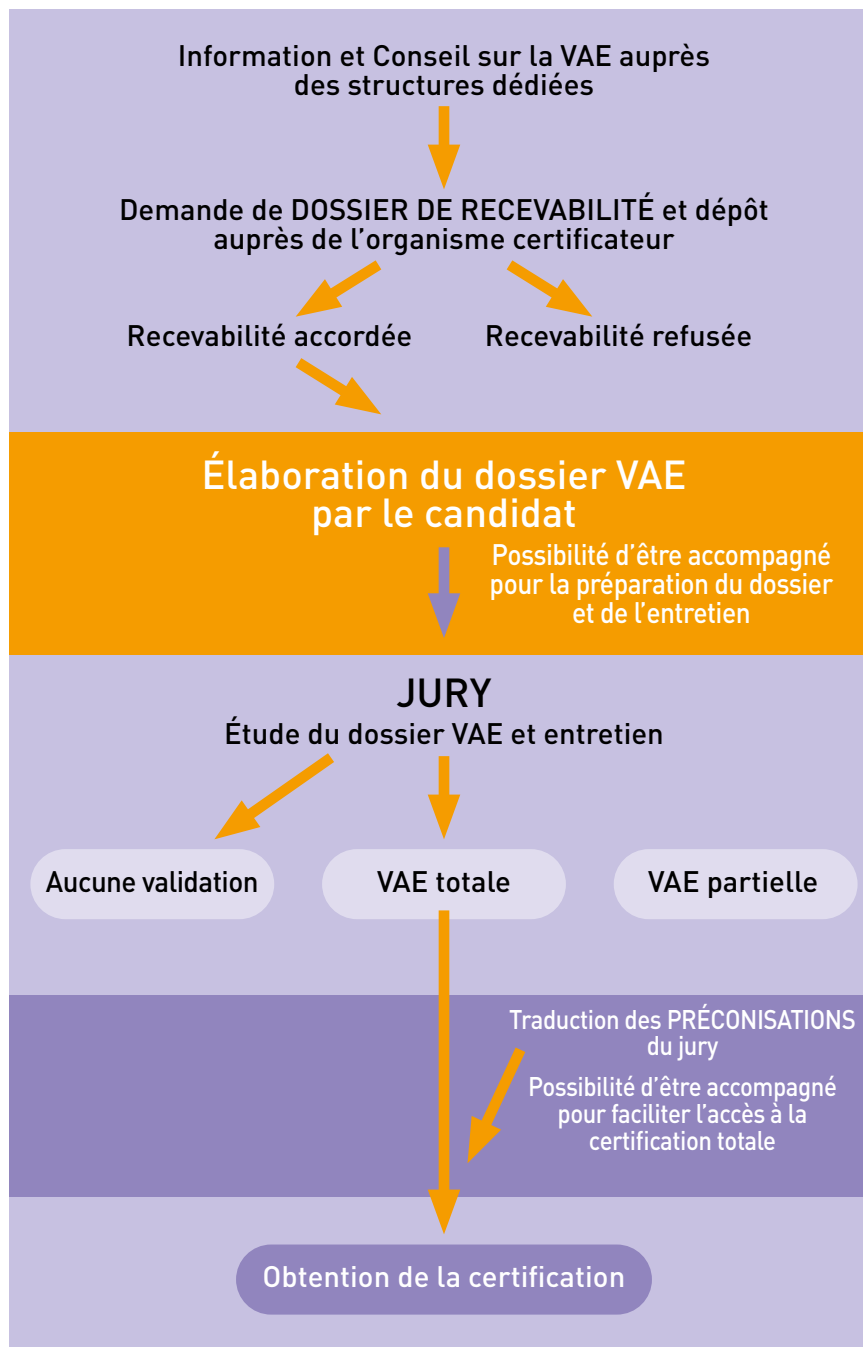 Information et Conseil sur la VAE auprès
des structures dédiées
Demande de DOSSIER DE RECEVABILITÉ et dépôt
auprès de l’organisme certificateur
Recevabilité accordée
Recevabilité refusée
Élaboration du dossier VAE
par le candidat
Possibilité d’être accompagné
pour la préparation du dossier
et de l’entretien
JURY
Étude du dossier VAE et entretien
Aucune validation
VAE totale
VAE partielle
Traduction des PRÉCONISATIONS
du jury
Possibilité d’être accompagné
pour faciliter l’accès à la
certification totale
Obtention de la certification